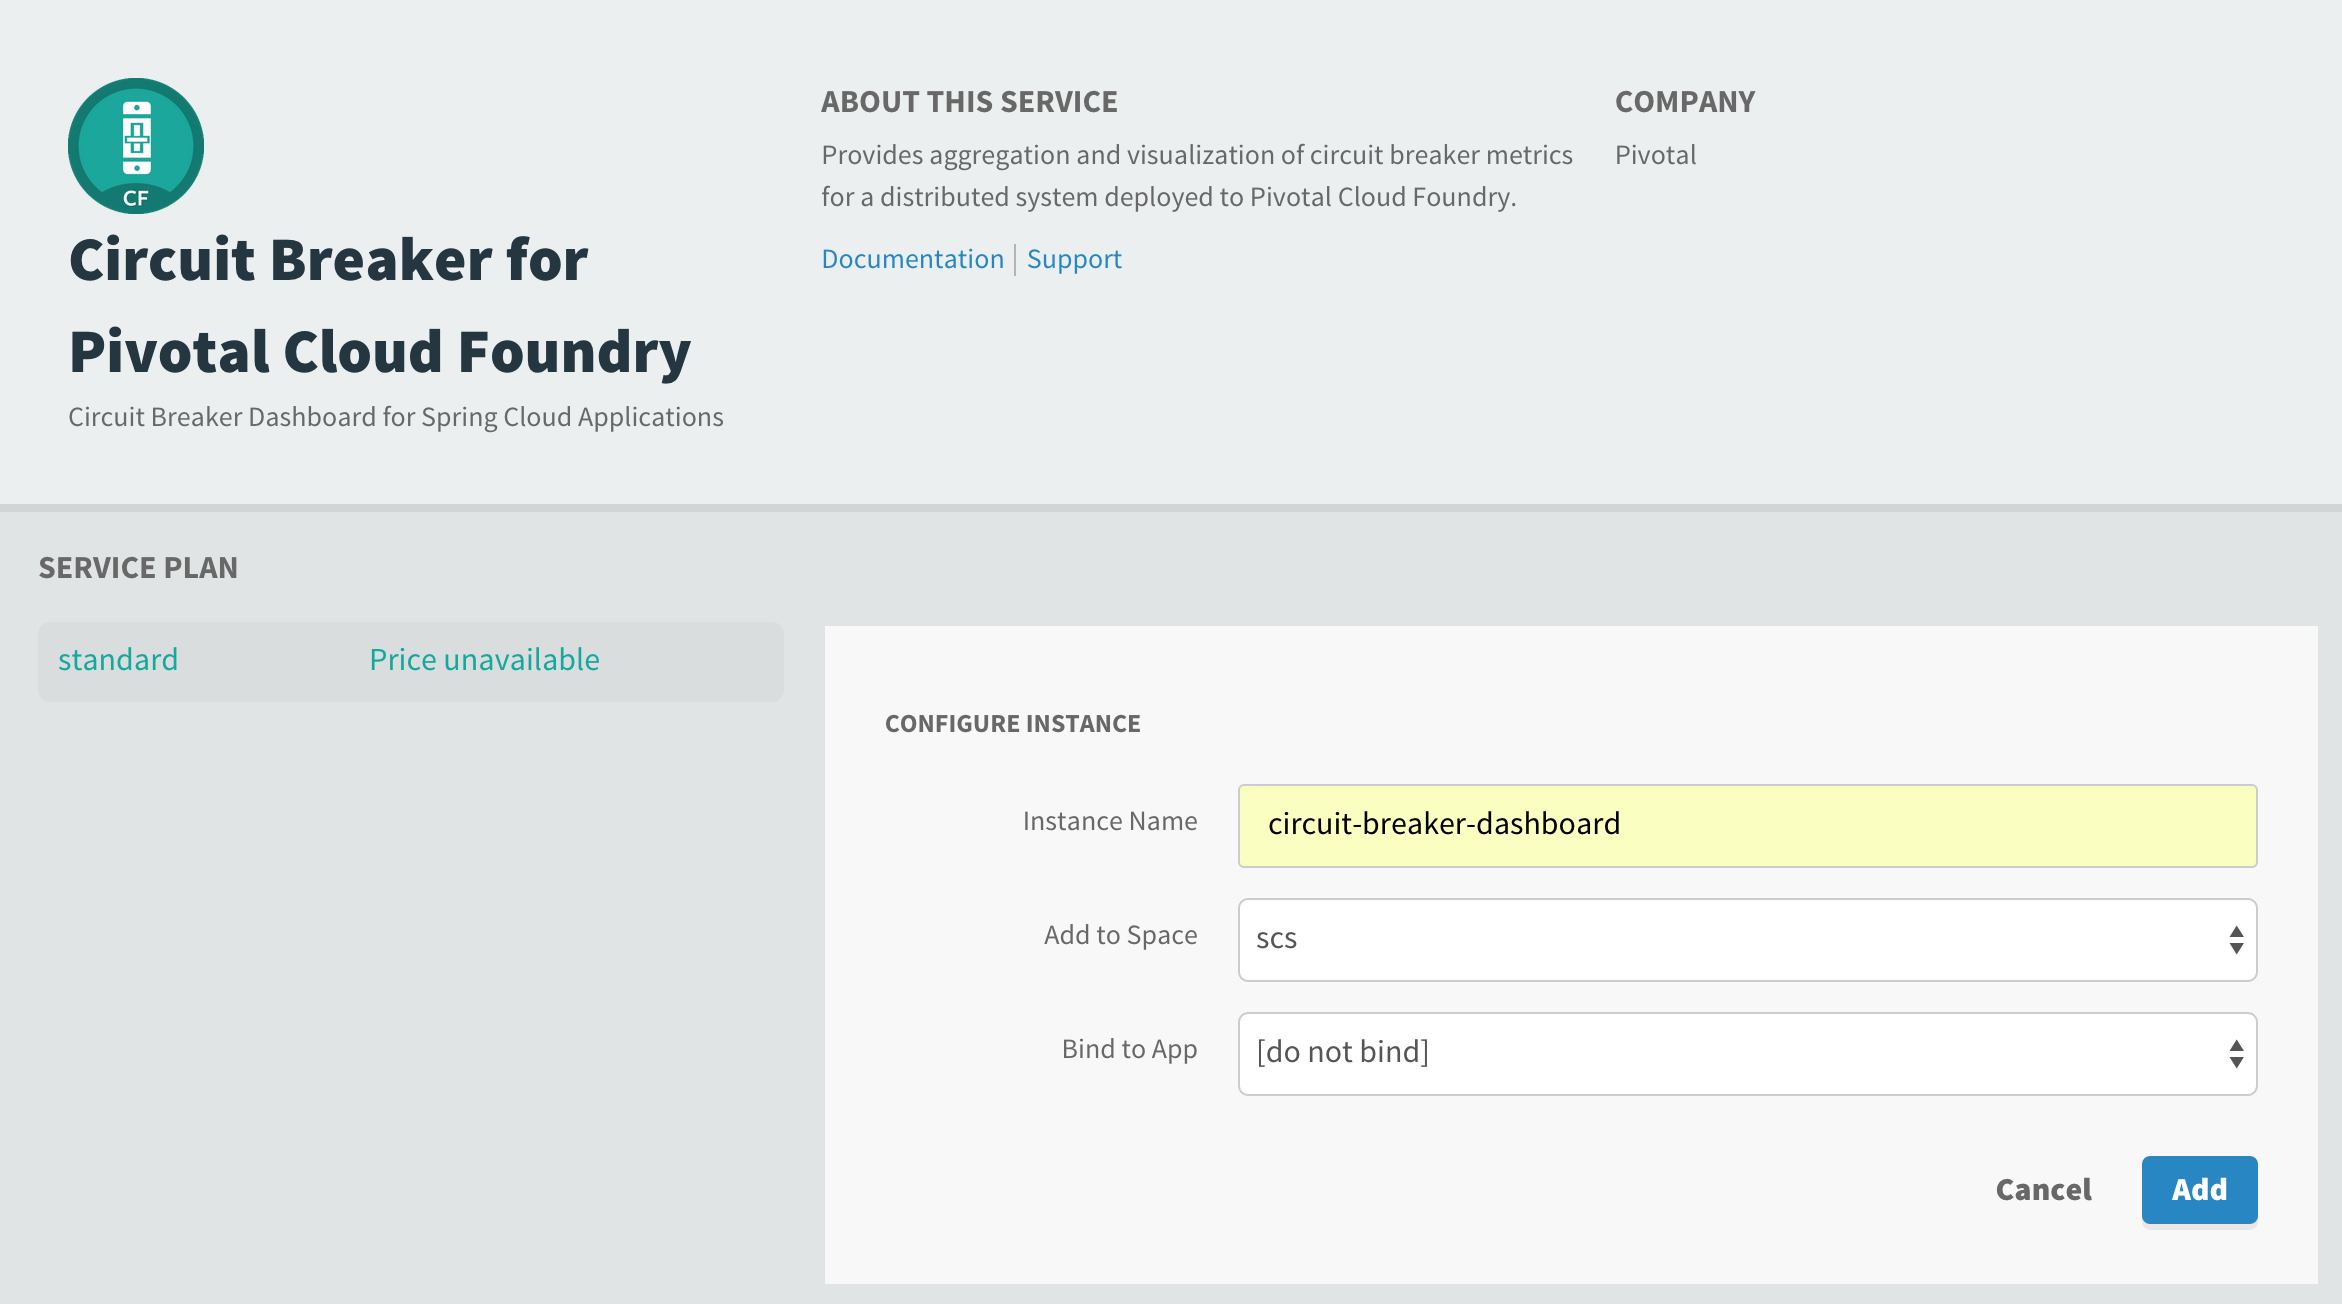 CF
Circuit Breaker for
Pivotal Cloud Foundry
Circuit Breaker Dashboard for Spring Cloud Applications
ABOUT THIS SERVICE
Provides aggregation and visualization of circuit breaker metrics
for a distributed system deployed to Pivotal Cloud Foundry.
Documentation | Support
COMPANY
Pivotal
SERVICE PLAN
standard Price unavailable
CONFIGURE INSTANCE
Instance Name circuit-breaker-dashboard
Add to Space scs
Bind to App [do not bind]
Cancel Add